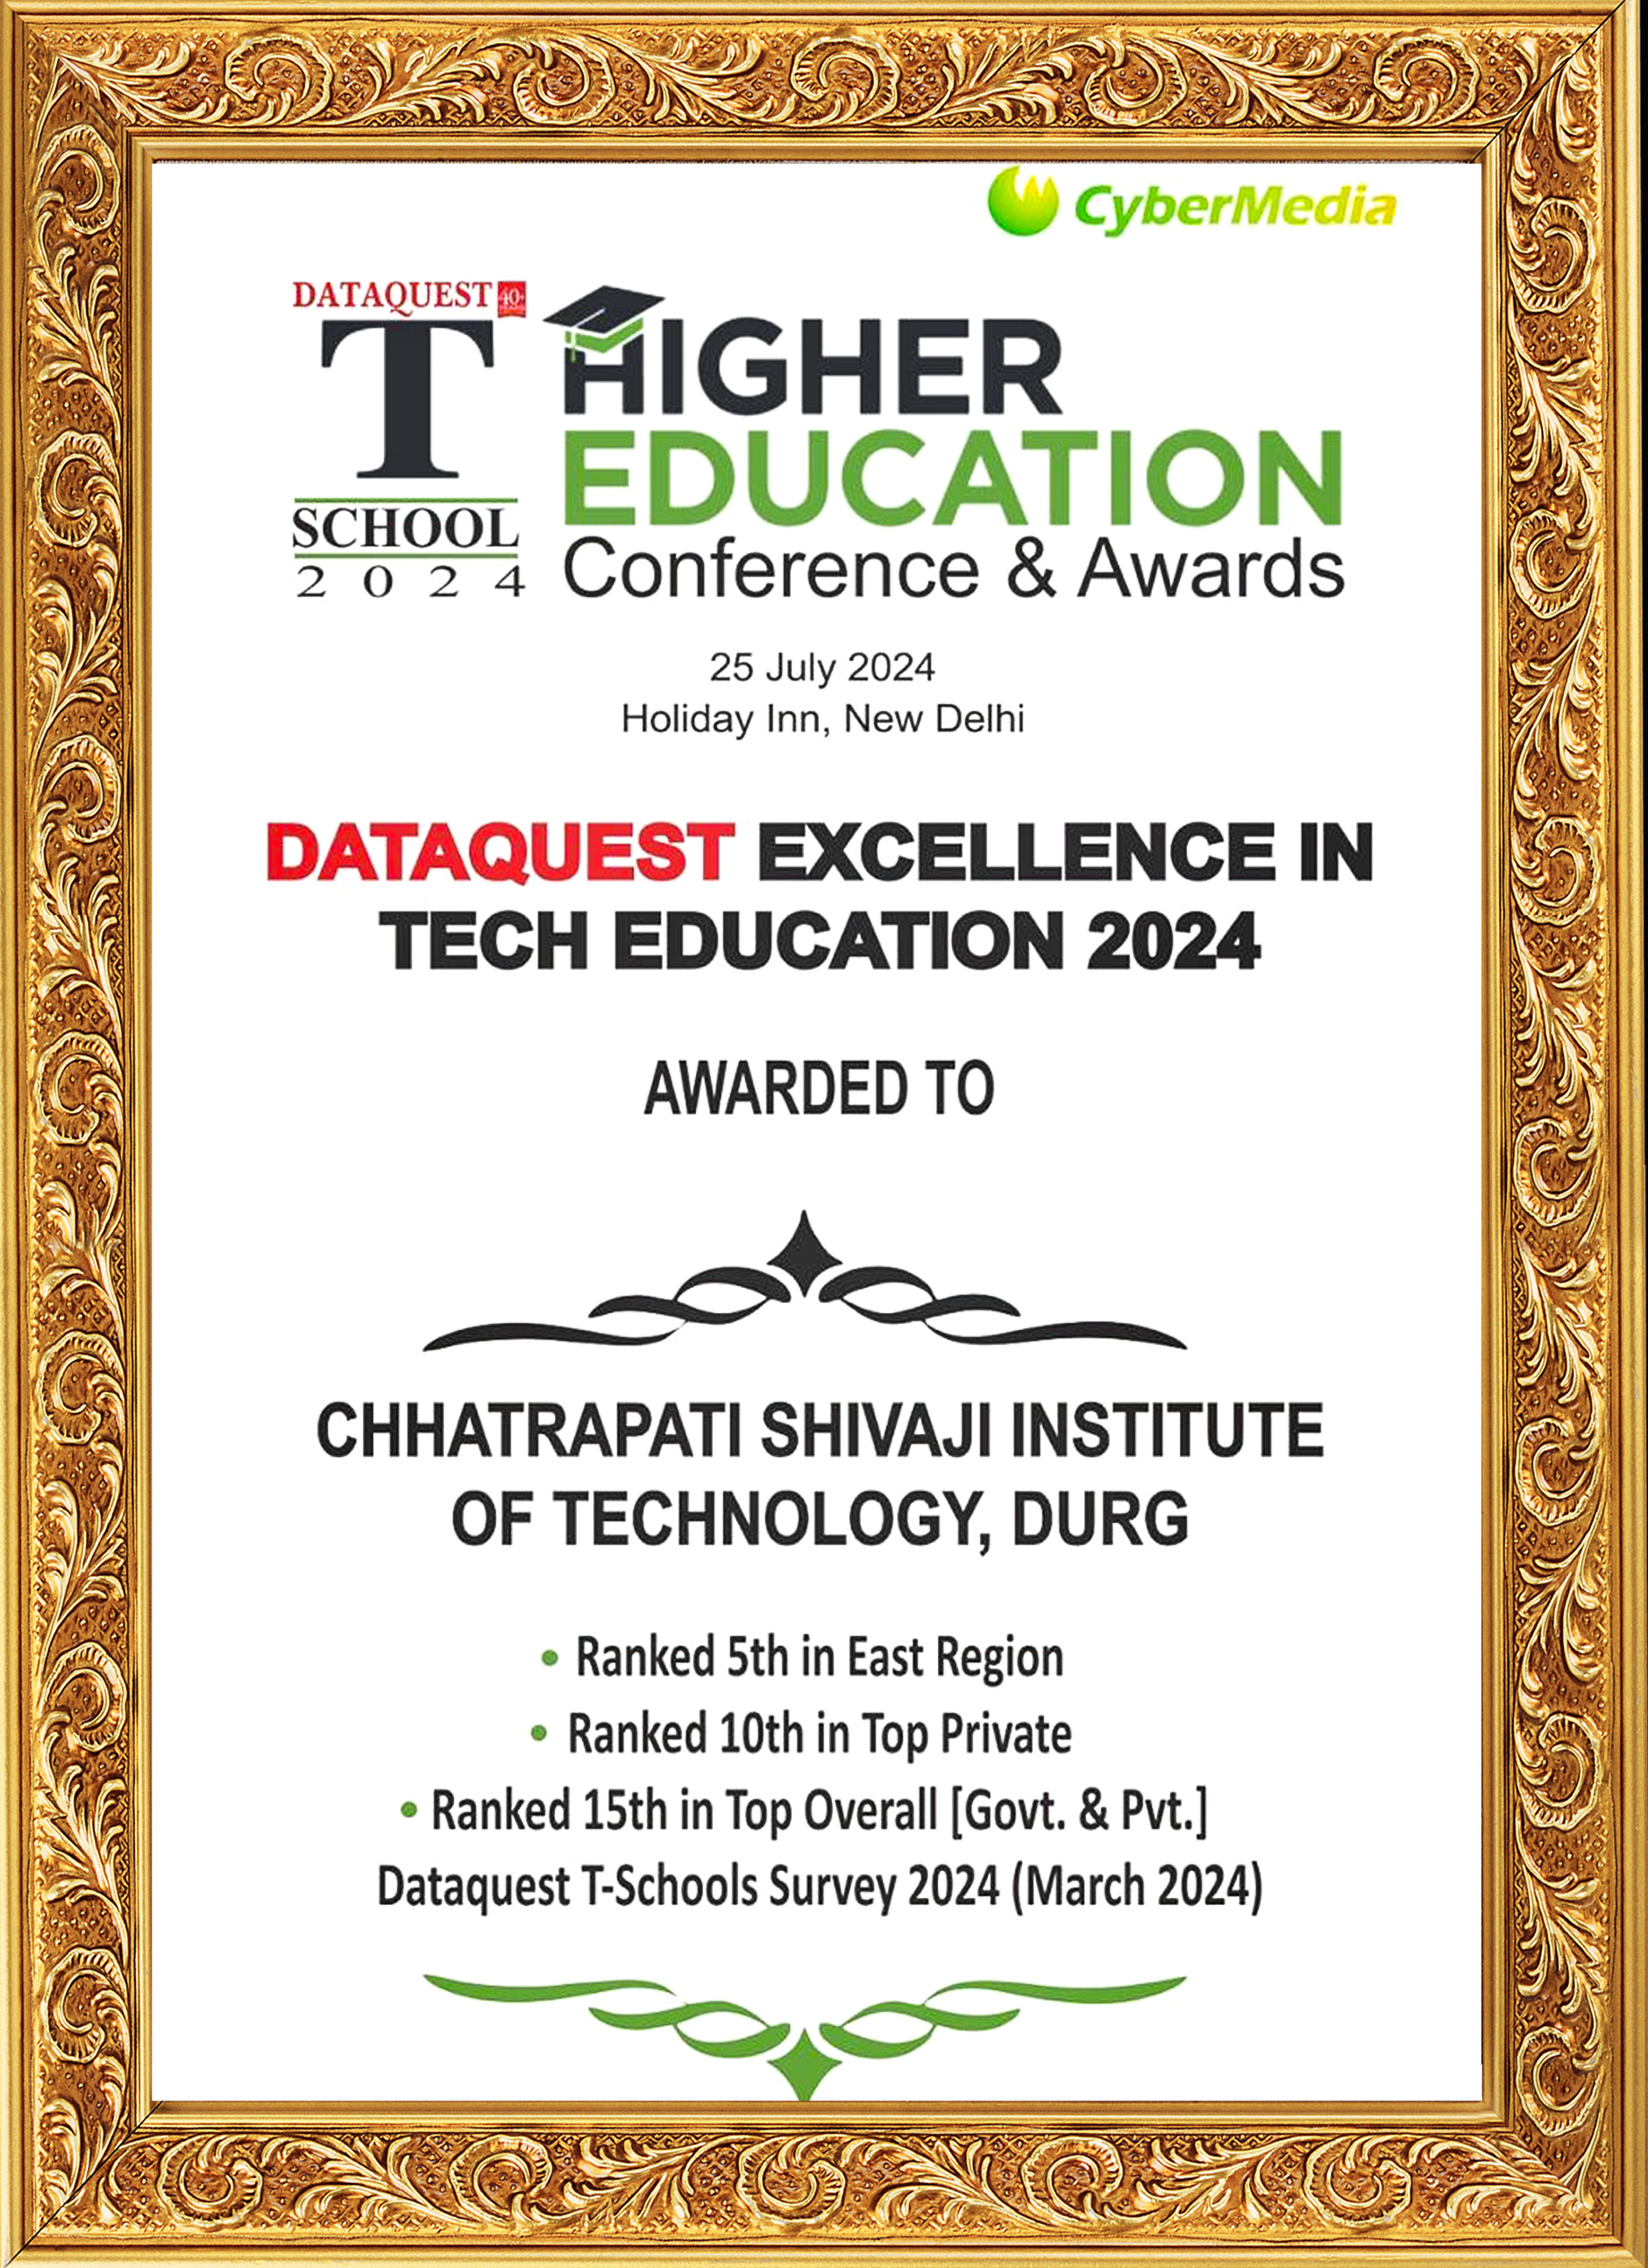 CyberMedia
DATAQUEST 40+ YEARS
T
SCHOOL
2024
HIGHER
EDUCATION
Conference & Awards
25 July 2024
Holiday Inn, New Delhi
DATAQUEST EXCELLENCE IN
TECH EDUCATION 2024
AWARDED TO
CHHATRAPATI SHIVAJI INSTITUTE
OF TECHNOLOGY, DURG
• Ranked 5th in East Region
• Ranked 10th in Top Private
• Ranked 15th in Top Overall [Govt. & Pvt.]
Dataquest T-Schools Survey 2024 (March 2024)